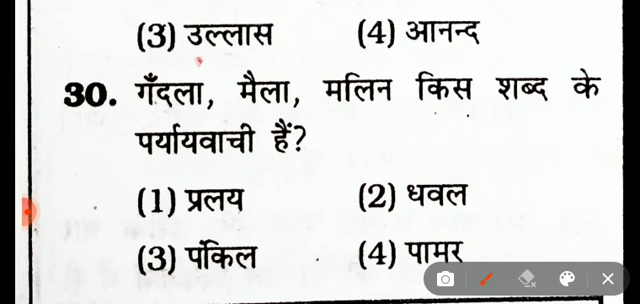 (3) उल्लास (4) आनन्द
30. गँदला, मैला, मलिन किस शब्द के
पर्यायवाची हैं?
(1) प्रलय (2) धवल
(3) पंकिल (4) पामर